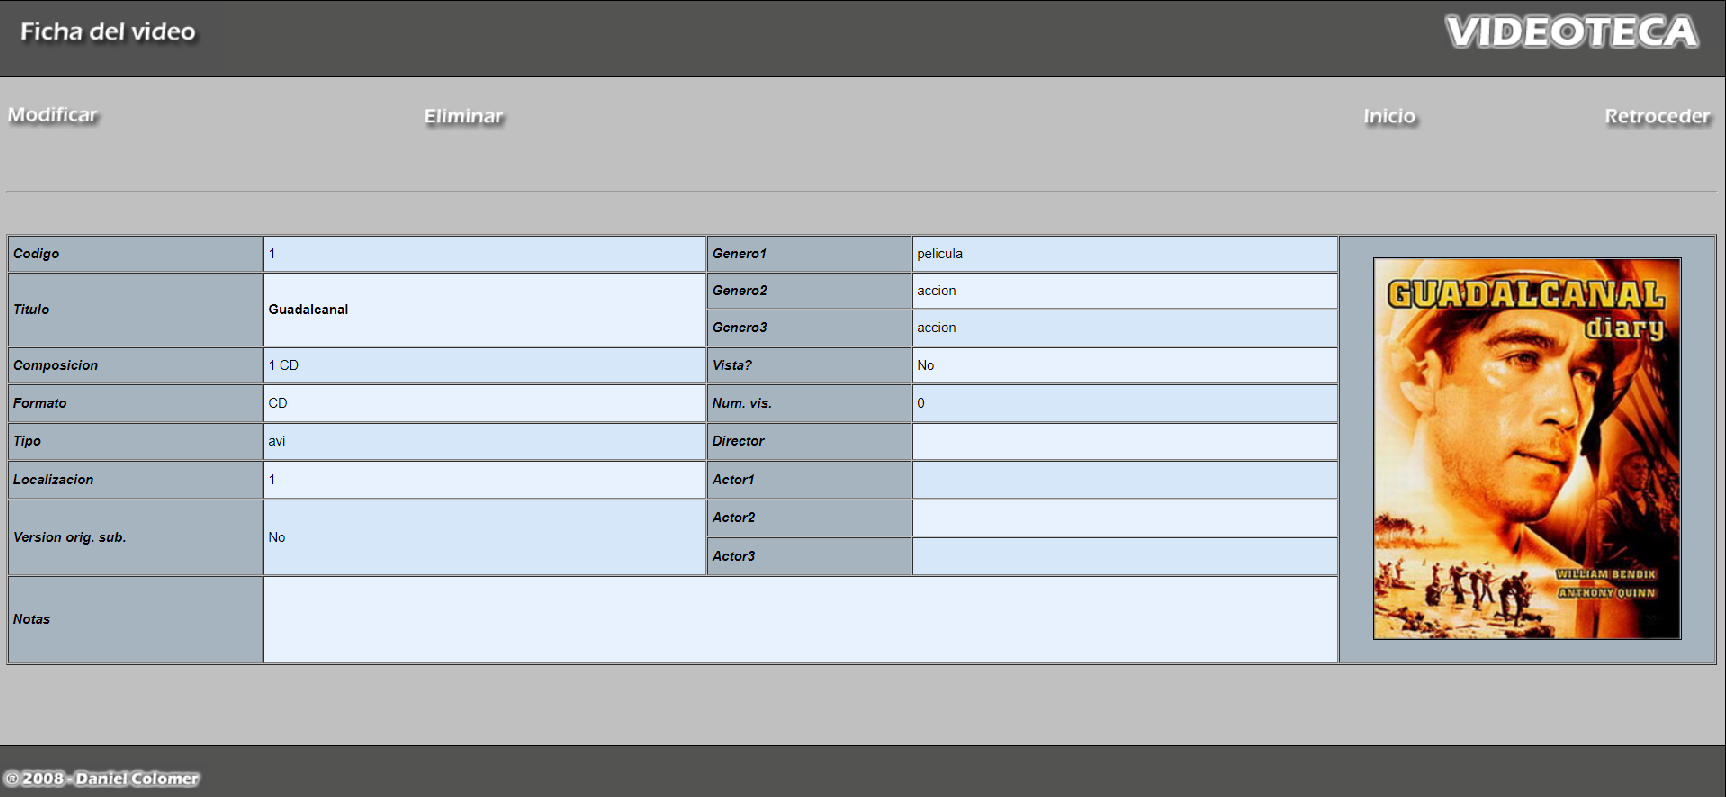 Ficha del video
VIDEOTECA
Modificar
Eliminar
Inicio
Retroceder
Codigo
1
Genero1
pelicula
Titulo
Guadalcanal
Genero2
accion
Genero3
accion
Composicion
1 CD
Vista?
No
Formato
CD
Num. vis.
0
Tipo
avi
Director
Localizacion
1
Actor1
Version orig. sub.
No
Actor2
Actor3
Notas
GUADALCANAL
diary
WILLIAM BENDIK
ANTHONY QUINN
© 2008 - Daniel Colomer